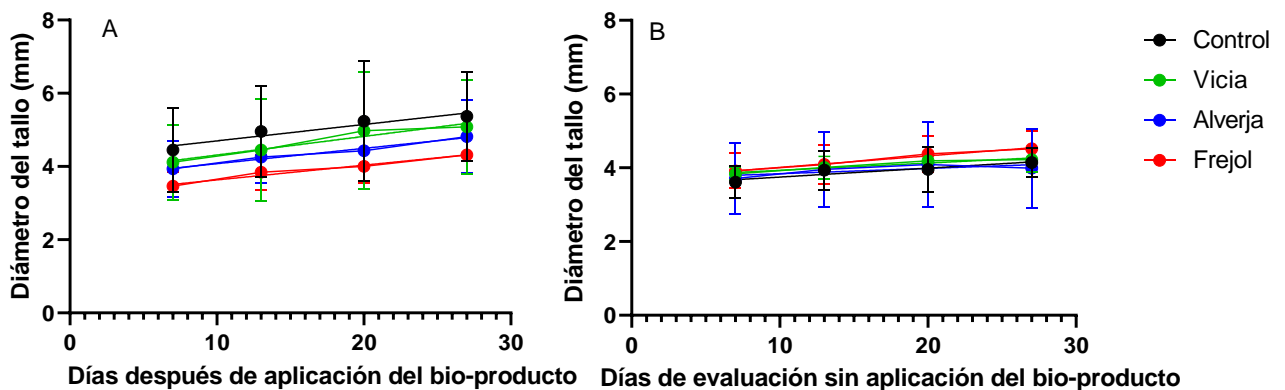 A
Diámetro del tallo (mm)
8
6
4
2
0
0
10
20
30
Días después de aplicación del bio-producto
B
Diámetro del tallo (mm)
8
6
4
2
0
0
10
20
30
Días de evaluación sin aplicación del bio-producto
Control
Vicia
Alverja
Frejol